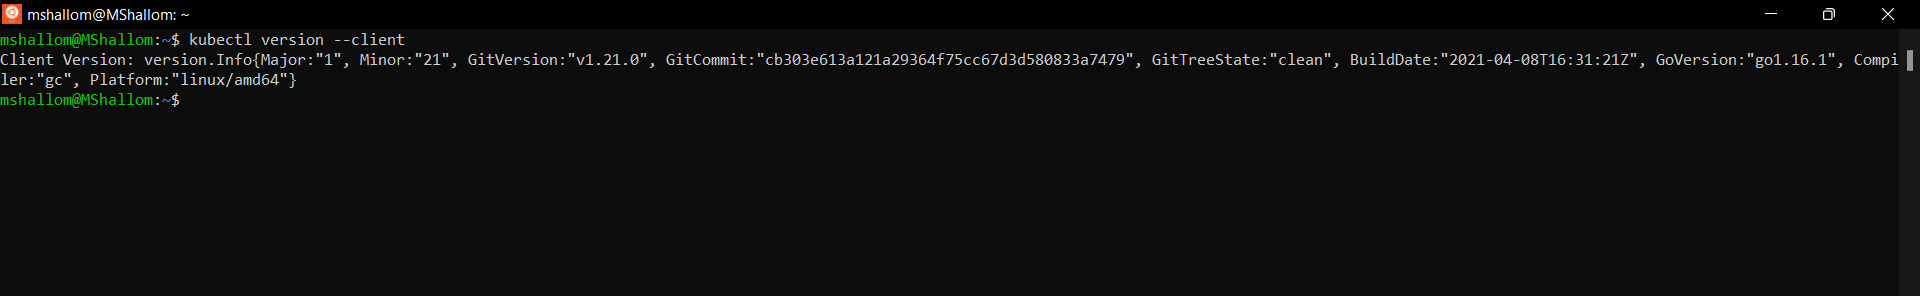 mshallom@MShallom: ~
mshallom@MShallom:~$ kubectl version --client
Client Version: version.Info{Major:"1", Minor:"21", GitVersion:"v1.21.0", GitCommit:"cb303e613a121a29364f75cc67d3d580833a7479", GitTreeState:"clean", BuildDate:"2021-04-08T16:31:21Z", GoVersion:"go1.16.1", Compi
ler:"gc", Platform:"linux/amd64"}
mshallom@MShallom:~$